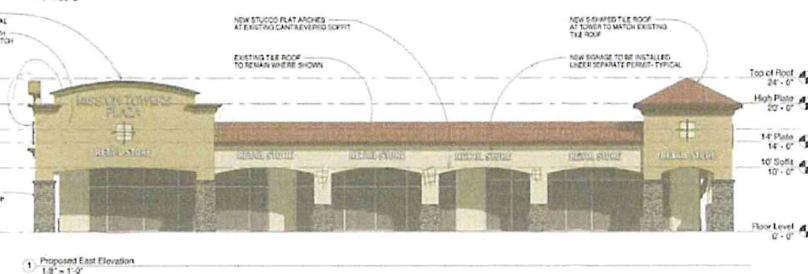 NEW STUCCO FLAT ARCHES
AT EXISTING CANTILEVERED SOFFIT
NEW S-SHAPED TILE ROOF
AT TOWER TO MATCH EXISTING
TILE ROOF
EXISTING TILE ROOF
TO REMAIN WHERE SHOWN
NEW SIGNAGE TO BE INSTALLED
UNDER SEPARATE PERMIT- TYPICAL
Top of Roof
24' - 0"
High Plate
20' - 0"
14' Plate
14' - 0"
10' Soffit
10' - 0"
Floor Level
0' - 0"
MISSION TOWERS
PLAZA
RETAIL STORE
RETAIL STORE
RETAIL STORE
RETAIL STORE
RETAIL STORE
RETAIL STORE
1 Proposed East Elevation
1/8" = 1'-0"